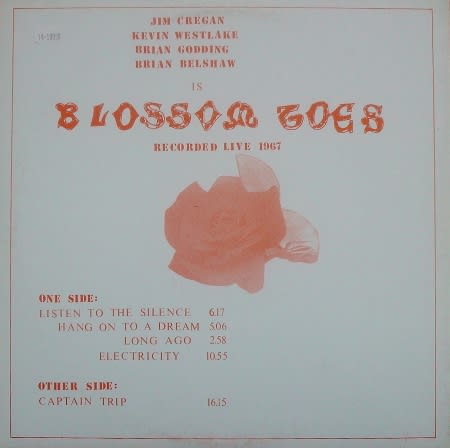 JIM CREGAN
KEVIN WESTLAKE
BRIAN GODDING
BRIAN BELSHAW
IS
BLOSSOM TOES
RECORDED LIVE 1967
ONE SIDE:
LISTEN TO THE SILENCE 6.17
HANG ON TO A DREAM 5.06
LONG AGO 2.58
ELECTRICITY 10.55
OTHER SIDE:
CAPTAIN TRIP 16.15